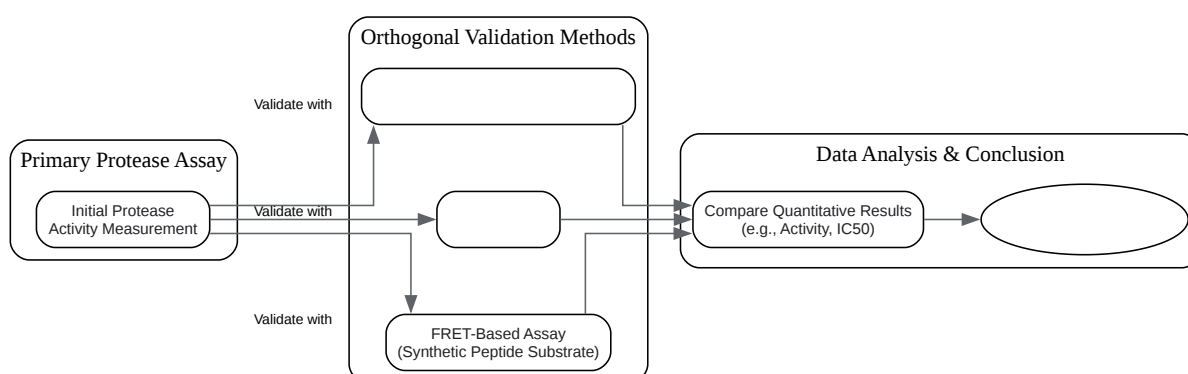 Orthogonal Validation Methods
Validate with
Primary Protease Assay
Initial Protease
Activity Measurement
Validate with
Data Analysis & Conclusion
Compare Quantitative Results
(e.g., Activity, IC50)
Validate with
FRET-Based Assay
(Synthetic Peptide Substrate)